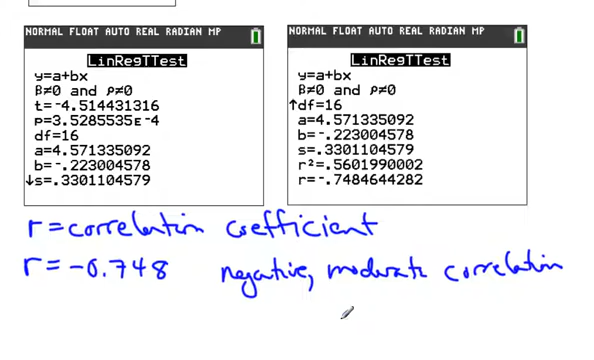 NORMAL FLOAT AUTO REAL RADIAN MP
LinRegTTest
y=a+bx
β≠0 and ρ≠0
t=-4.514431316
p=3.5285535E-4
df=16
a=4.571335092
b=-.223004578
↓s=.3301104579
NORMAL FLOAT AUTO REAL RADIAN MP
LinRegTTest
y=a+bx
β≠0 and ρ≠0
↑df=16
a=4.571335092
b=-.223004578
s=.3301104579
r²=.5601990002
r=-.7484644282
r = correlation coefficient
r = -0.748 negative, moderate correlation